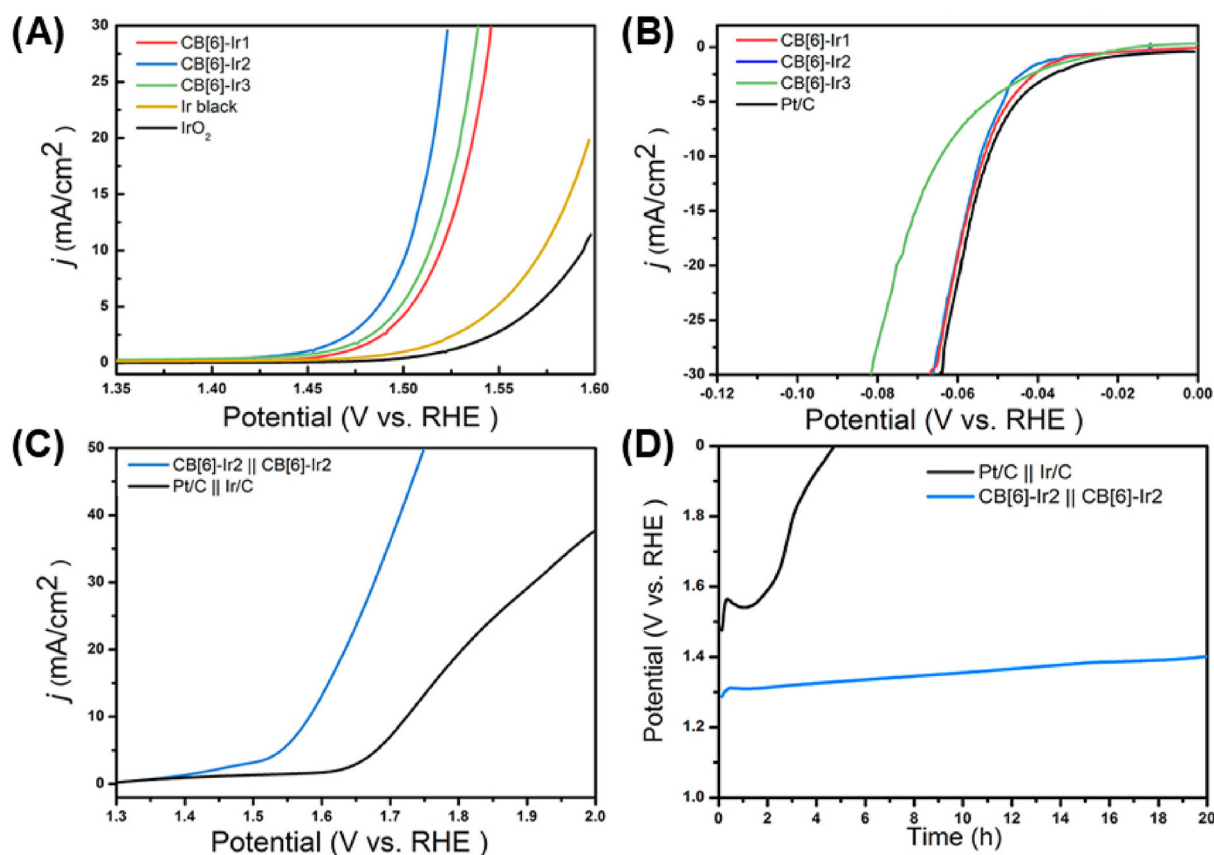 (A)
30
25
20
15
10
5
0
CB[6]-Ir1
CB[6]-Ir2
CB[6]-Ir3
Ir black
IrO2
j (mA/cm2)
1.35 1.40 1.45 1.50 1.55 1.60
Potential (V vs. RHE )
(B)
0
-5
-10
-15
-20
-25
-30
CB[6]-Ir1
CB[6]-Ir2
CB[6]-Ir3
Pt/C
j (mA/cm2)
-0.12 -0.10 -0.08 -0.06 -0.04 -0.02 0.00
Potential (V vs. RHE )
(C)
50
40
30
20
10
0
CB[6]-Ir2 || CB[6]-Ir2
Pt/C || Ir/C
j (mA/cm2)
1.3 1.4 1.5 1.6 1.7 1.8 1.9 2.0
Potential (V vs. RHE )
(D)
0
1.8
1.6
1.4
1.2
1.0
Pt/C || Ir/C
CB[6]-Ir2 || CB[6]-Ir2
Potential (V vs. RHE )
0 2 4 6 8 10 12 14 16 18 20
Time (h)